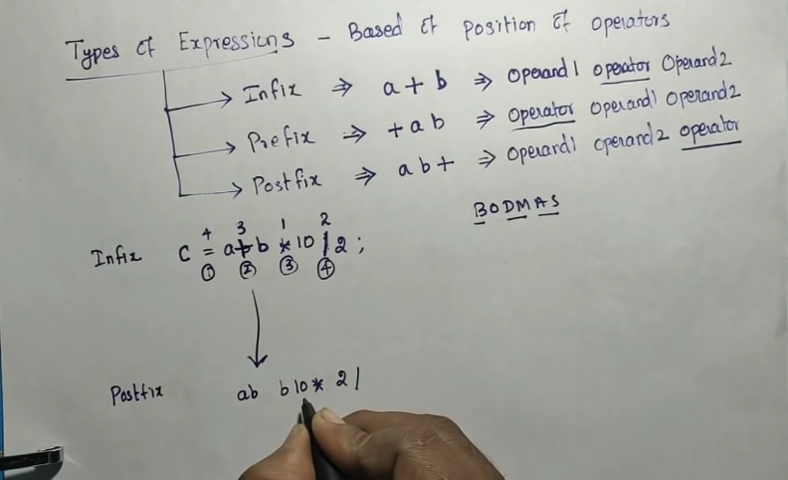 Types of Expressions - Based of position of operators
Infix ⇒ a + b ⇒ Operand1 operator Operand2
Prefix ⇒ + a b ⇒ Operator operand1 operand2
Postfix ⇒ a b + ⇒ Operand1 operand2 operator
BODMAS
4 3 1 2
Infix C = a + b * 10 / 2 ;
① ② ③ ④
Postfix ab b10* 2/